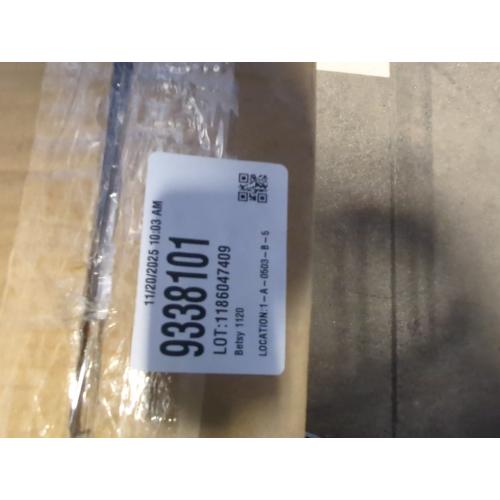 11/20/2025 10:03 AM
9338101
LOT:1186047409
Betsy 1120
LOCATION:1-A-0503-B-5